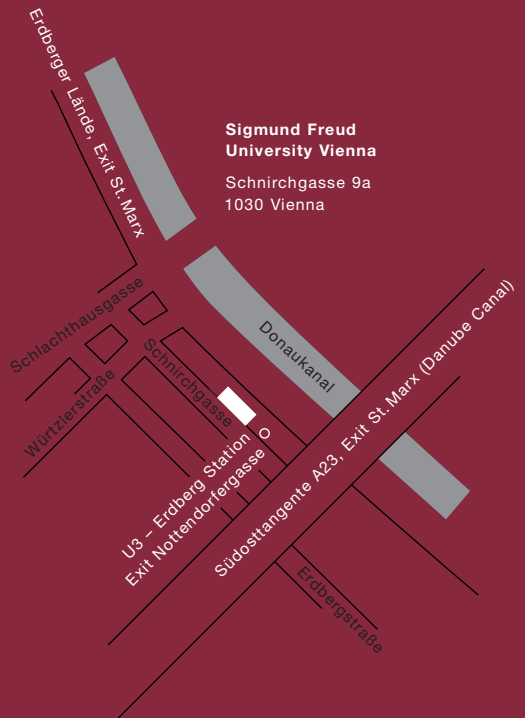 Erdberger Lände, Exit St. Marx
Sigmund Freud
University Vienna
Schnirchgasse 9a
1030 Vienna
Schlachthausgasse
Schnirchgasse
Donaukanal
Würtzlerstraße
U3 – Erdberg Station
Exit Nottendorfergasse
Südosttangente A23, Exit St. Marx (Danube Canal)
Erdbergstraße